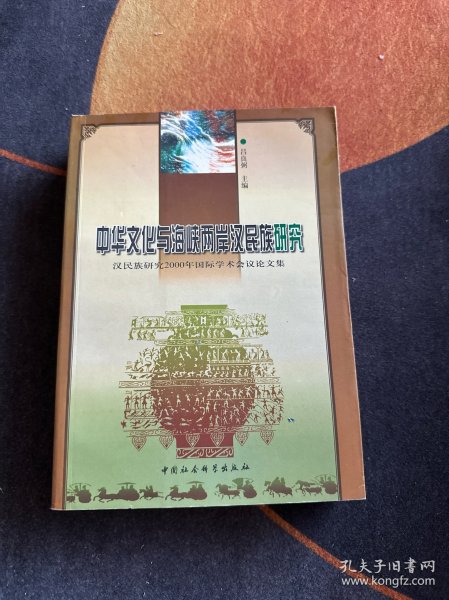 吕良弼 主编
中华文化与海峡两岸汉民族研究
汉民族研究2000年国际学术会议论文集
中国社会科学出版社
孔夫子旧书网
www.kongfz.com